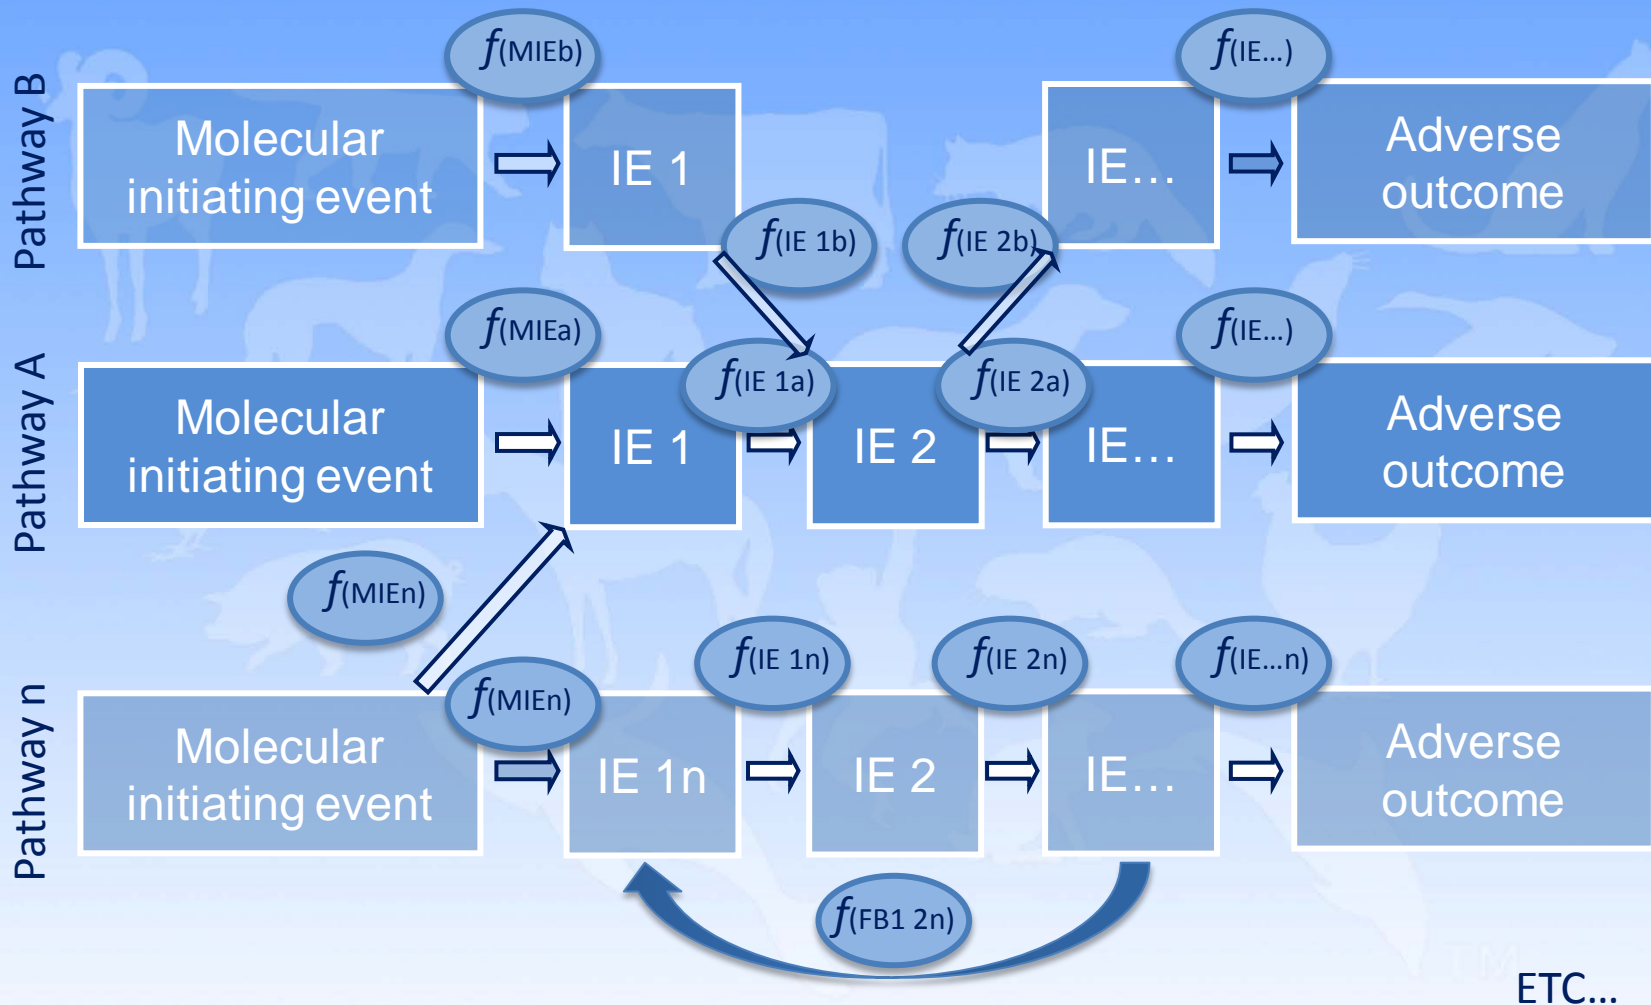 Pathway B
f(MIEb)
f(IE...)
Molecular
initiating event
IE 1
IE...
Adverse
outcome
f(IE 1b)
f(IE 2b)
Pathway A
f(MIEa)
f(IE...)
f(IE 1a)
f(IE 2a)
Molecular
initiating event
IE 1
IE 2
IE...
Adverse
outcome
f(MIEn)
Pathway n
f(MIEn)
f(IE 1n)
f(IE 2n)
f(IE...n)
Molecular
initiating event
IE 1n
IE 2
IE...
Adverse
outcome
f(FB1 2n)
TM
ETC...